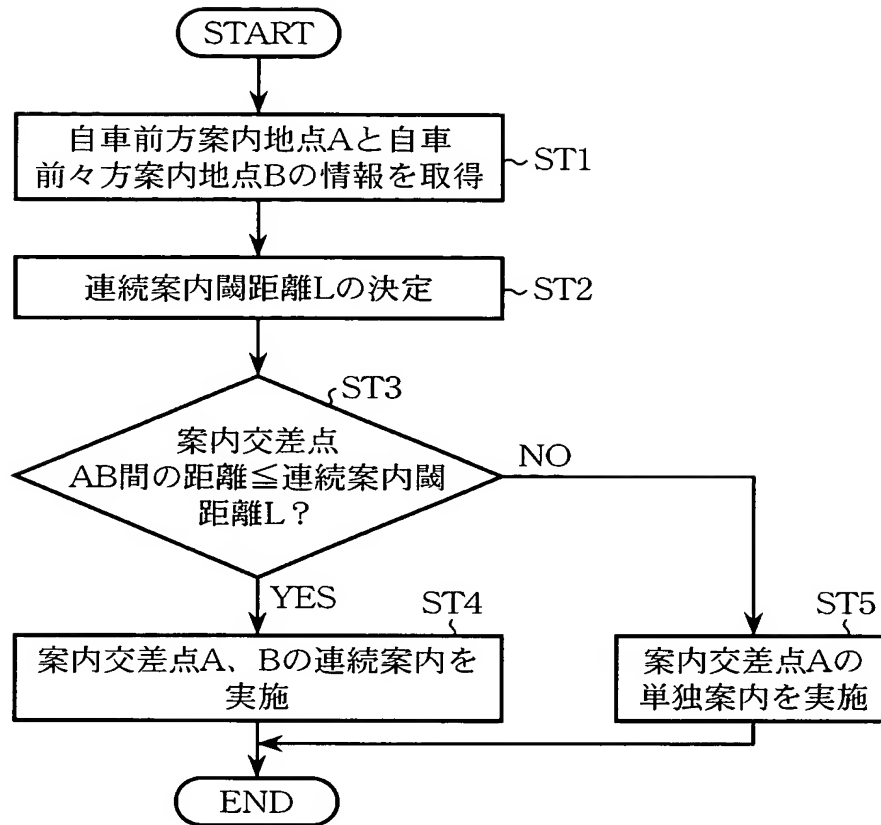 START
自車前方案内地点Aと自車
前々方案内地点Bの情報を取得
ST1
連続案内閾距離Lの決定
ST2
ST3
案内交差点
AB間の距離≦連続案内閾
距離L?
NO
YES
ST4
案内交差点A、Bの連続案内を
実施
ST5
案内交差点Aの
単独案内を実施
END